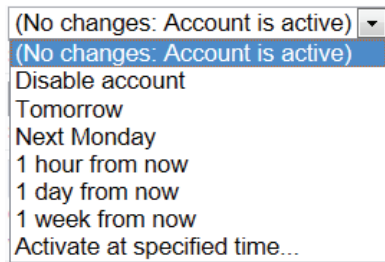 (No changes: Account is active)
(No changes: Account is active)
Disable account
Tomorrow
Next Monday
1 hour from now
1 day from now
1 week from now
Activate at specified time...